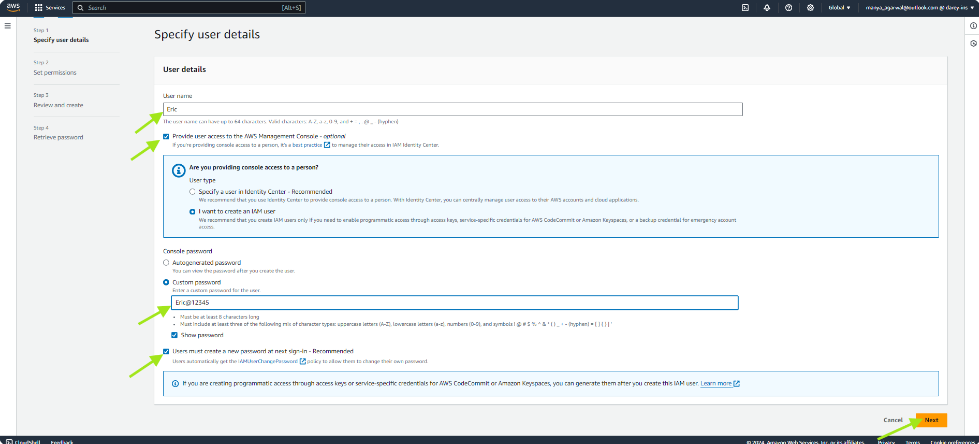 aws
Services
Search
[Alt+S]
Global
manya_agarwal@outlook.com @ darey-iris
Step 1
Specify user details
Step 2
Set permissions
Step 3
Review and create
Step 4
Retrieve password
Specify user details
User details
User name
Eric
The user name can have up to 64 characters. Valid characters: A-Z, a-z, 0-9, and + = , . @ _ - (hyphen)
Provide user access to the AWS Management Console - optional
If you're providing console access to a person, it's a best practice to manage their access in IAM Identity Center.
Are you providing console access to a person?
User type
Specify a user in Identity Center - Recommended
We recommend that you use Identity Center to provide console access to a person. With Identity Center, you can centrally manage user access to their AWS accounts and cloud applications.
I want to create an IAM user
We recommend that you create IAM users only if you need to enable programmatic access through access keys, service-specific credentials for AWS CodeCommit or Amazon Keyspaces, or a backup credential for emergency account
access.
Console password
Autogenerated password
You can view the password after you create the user.
Custom password
Enter a custom password for the user.
Eric@12345
• Must be at least 8 characters long
• Must include at least three of the following mix of character types: uppercase letters (A-Z), lowercase letters (a-z), numbers (0-9), and symbols ! @ # $ % ^ & * ( ) _ + - (hyphen) = [ ] { } | '
Show password
Users must create a new password at next sign-in - Recommended
Users automatically get the IAMUserChangePassword policy to allow them to change their own password.
If you are creating programmatic access through access keys or service-specific credentials for AWS CodeCommit or Amazon Keyspaces, you can generate them after you create this IAM user. Learn more
Cancel
Next
CloudShell
Feedback
© 2024, Amazon Web Services, Inc. or its affiliates.
Privacy
Terms
Cookie preferences